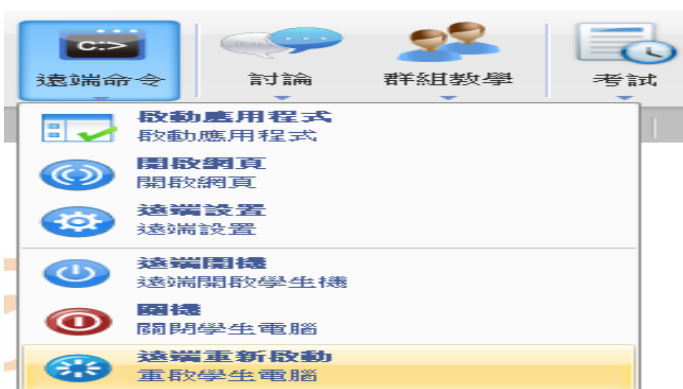 C:>
遠端命令 討論 群組教學 考試
啟動應用程式
啟動應用程式
開啟網頁
開啟網頁
遠端設置
遠端設置
遠端開機
遠端開啟學生機
關機
關閉學生電腦
遠端重新啟動
重啟學生電腦